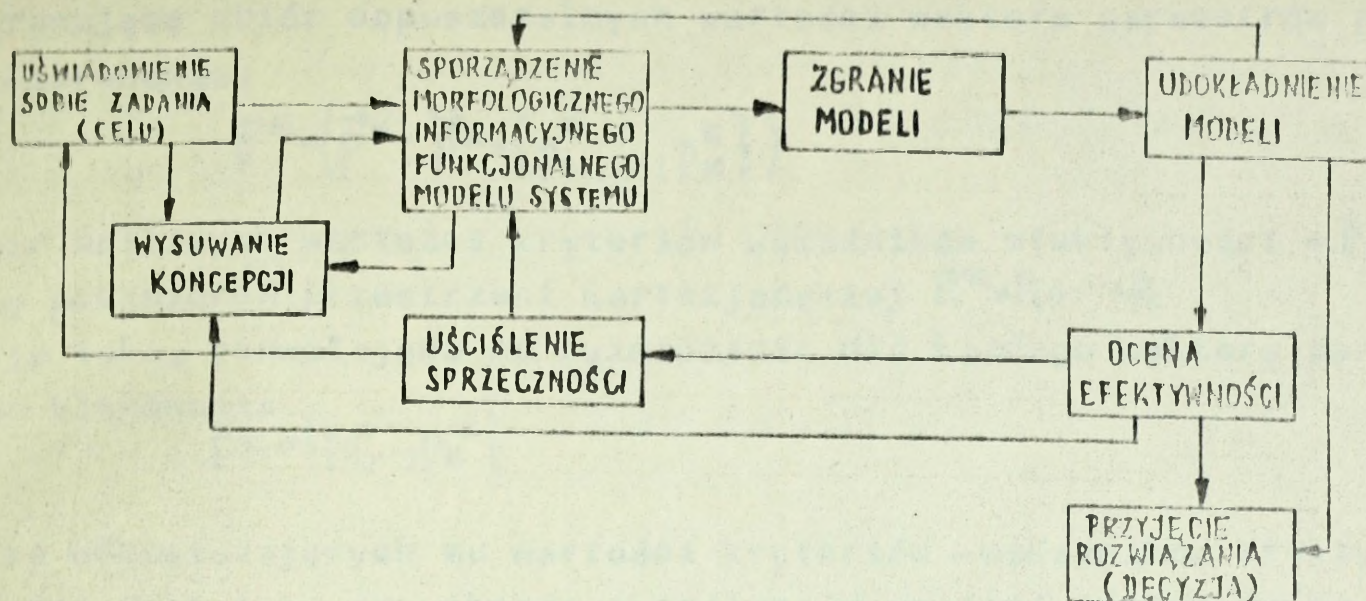 UŚWIADOMIENIE
SOBIE ZADANIA
(CELU)
SPORZĄDZENIE
MORFOLOGICZNEGO
INFORMACYJNEGO
FUNKCJONALNEGO
MODELU SYSTEMU
ZGRANIE
MODELI
UDOKŁADNIENIE
MODELI
WYSUWANIE
KONCEPCJI
UŚCIŚLENIE
SPRZECZNOŚCI
OCENA
EFEKTYWNOŚCI
PRZYJĘCIE
ROZWIĄZANIA
(DECYZJA)